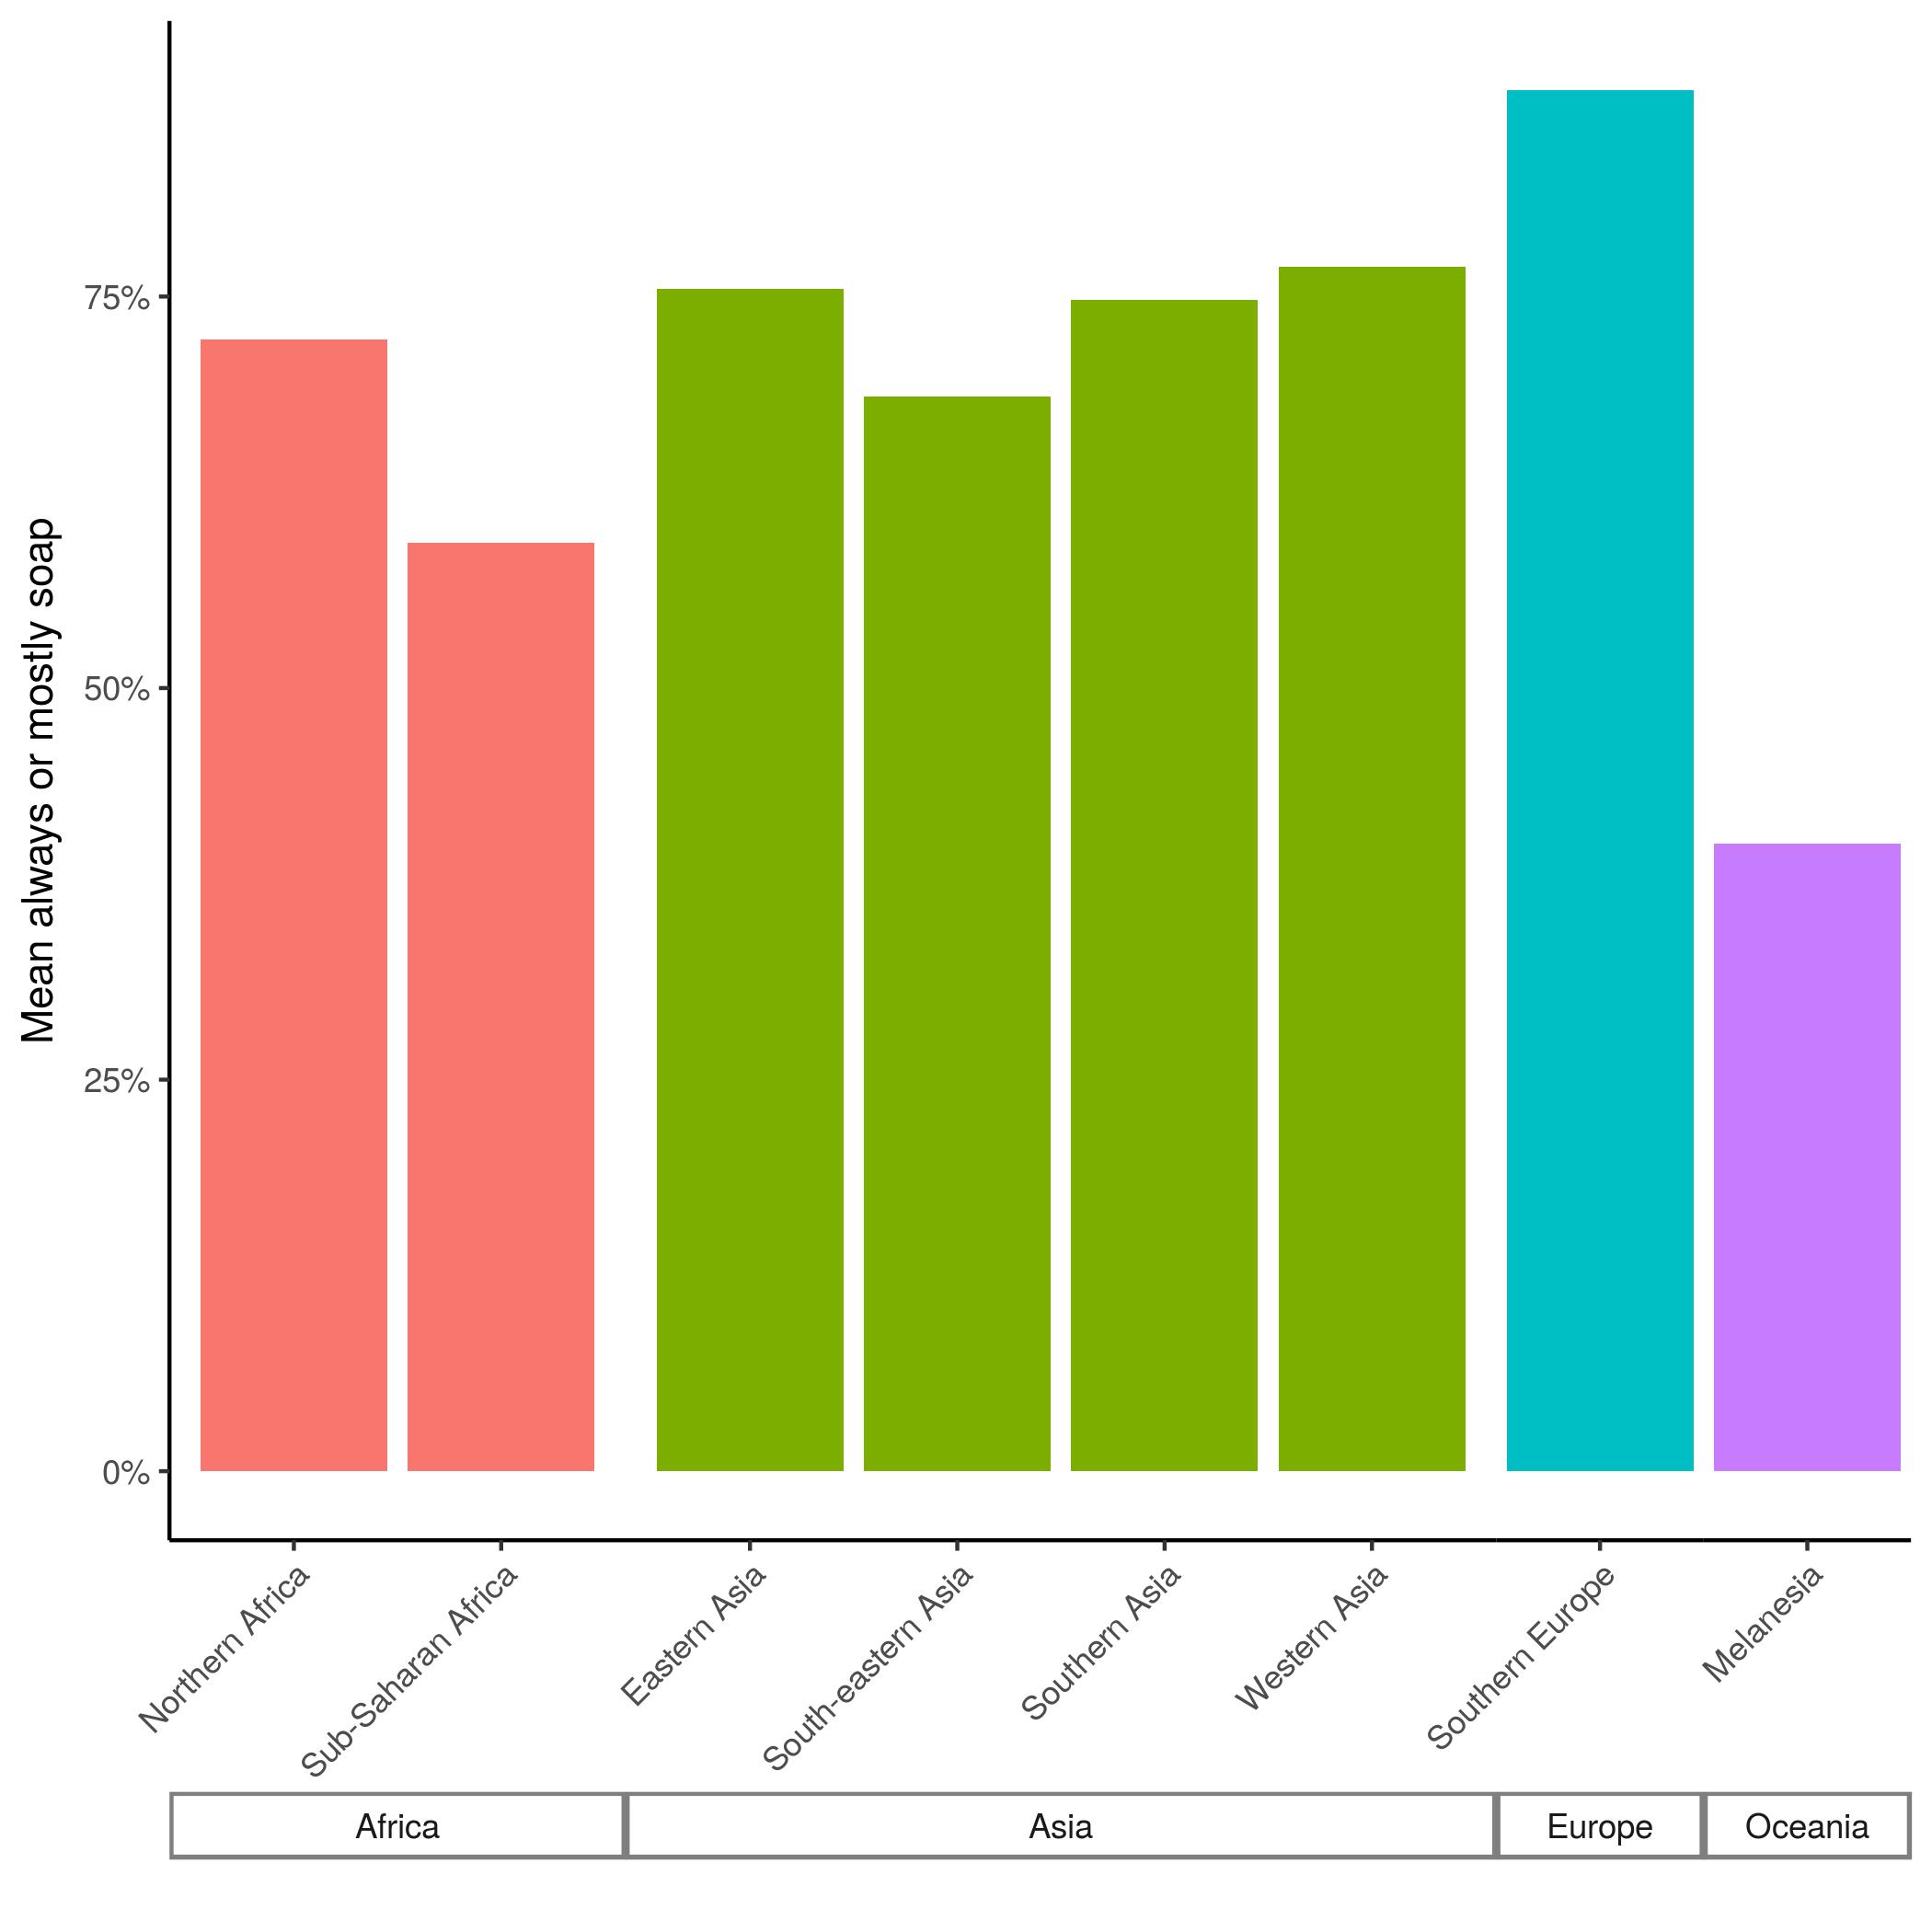 Mean always or mostly soap
75%
50%
25%
0%
Northern Africa
Sub-Saharan Africa
Eastern Asia
South-eastern Asia
Southern Asia
Western Asia
Southern Europe
Melanesia
Africa
Asia
Europe
Oceania